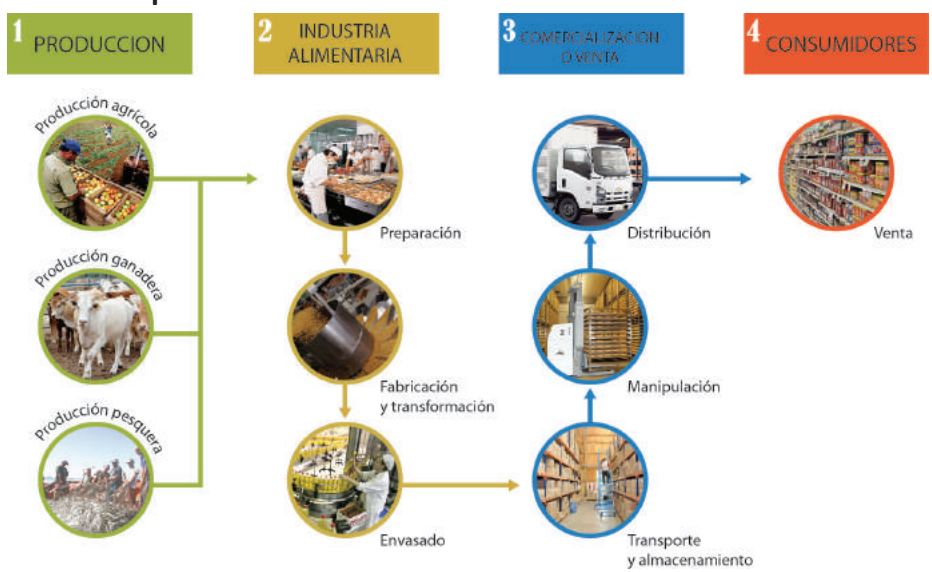 1 PRODUCCION
2 INDUSTRIA
ALIMENTARIA
3 COMERCIALIZACION
O VENTA
4 CONSUMIDORES
Producción agrícola
Preparación
Distribución
Venta
Producción ganadera
Fabricación
y transformación
Manipulación
Producción pesquera
Envasado
Transporte
y almacenamiento